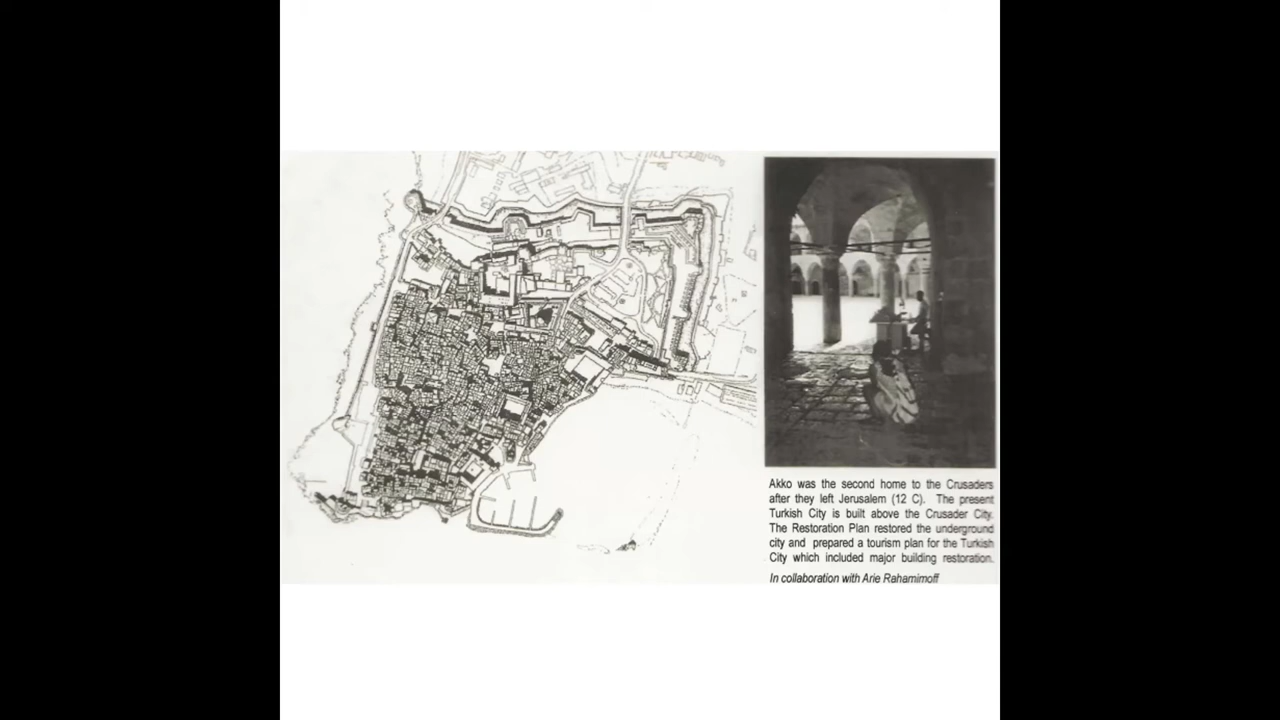 Akko was the second home to the Crusaders
after they left Jerusalem (12 C). The present
Turkish City is built above the Crusader City.
The Restoration Plan restored the underground
city and prepared a tourism plan for the Turkish
City which included major building restoration.
In collaboration with Arie Rahamimoff